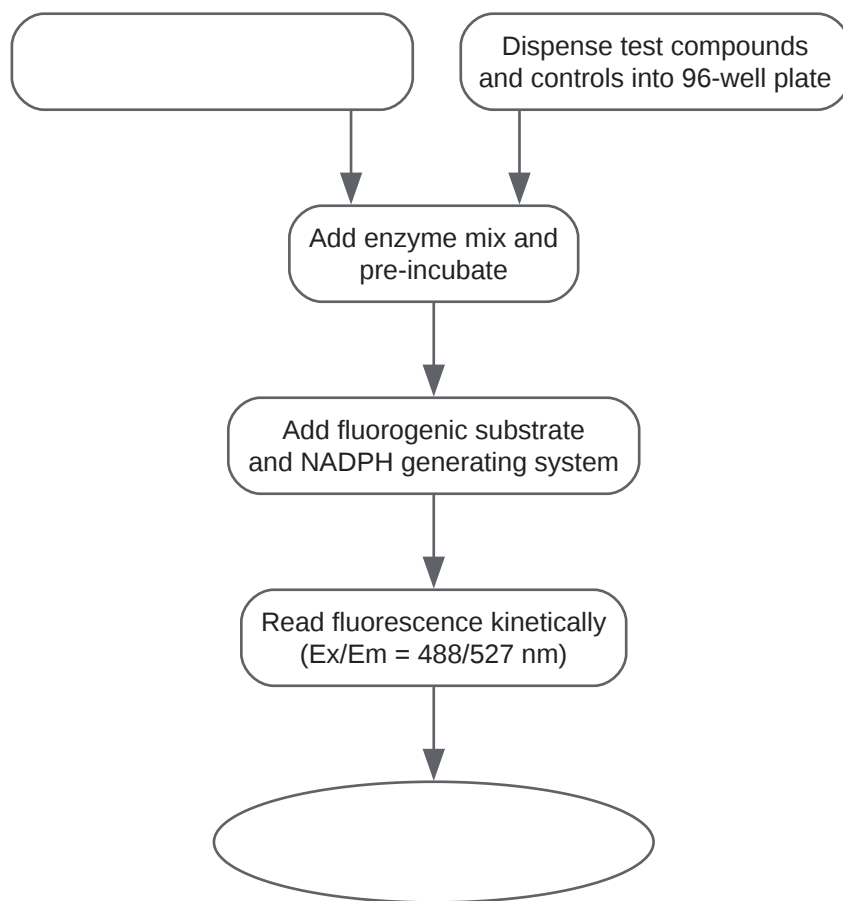 Dispense test compounds
and controls into 96-well plate
Add enzyme mix and
pre-incubate
Add fluorogenic substrate
and NADPH generating system
Read fluorescence kinetically
(Ex/Em = 488/527 nm)